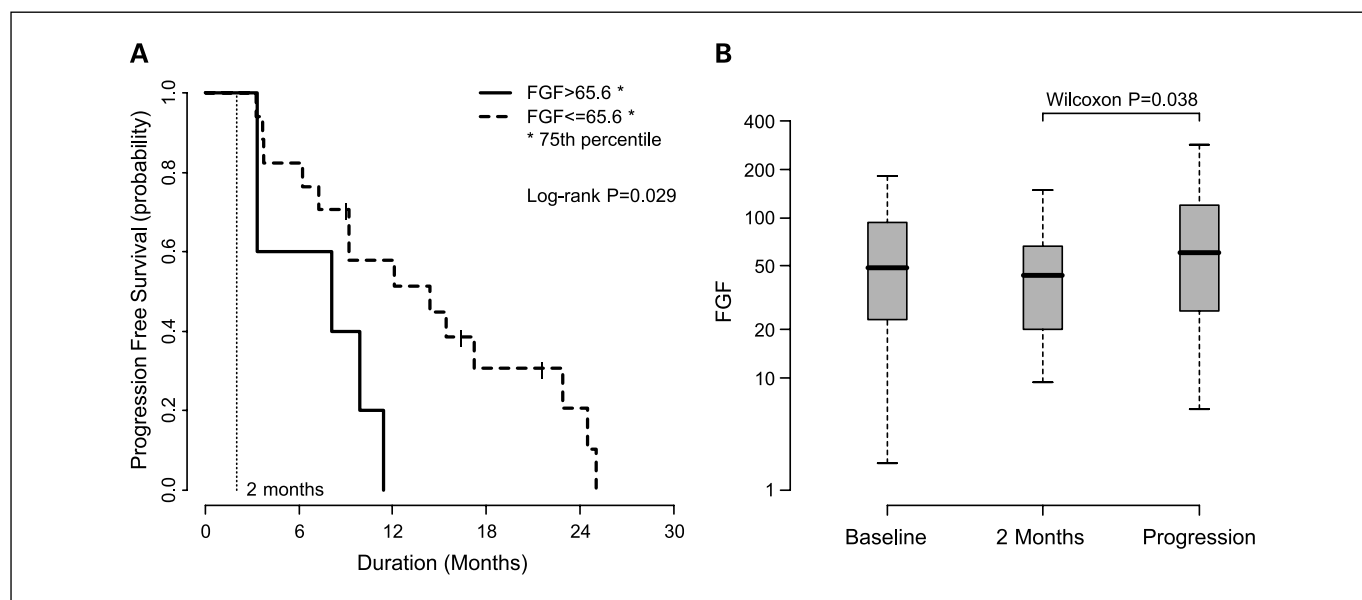 A
FGF>65.6 *
FGF<=65.6 *
* 75th percentile
Log-rank P=0.029
Progression Free Survival (probability)
1.0
0.8
0.6
0.4
0.2
0.0
2 months
0 6 12 18 24 30
Duration (Months)
B
Wilcoxon P=0.038
FGF
400
200
100
50
20
10
1
Baseline 2 Months Progression